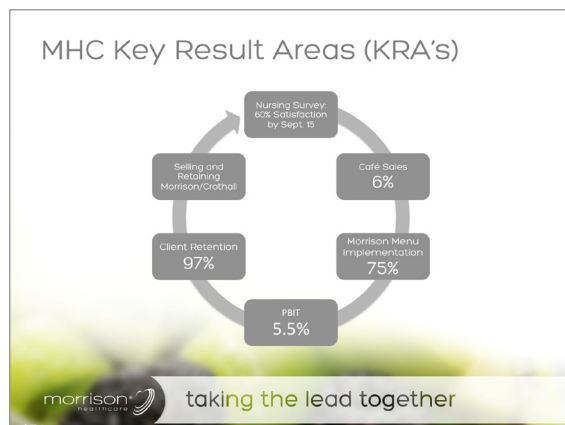 MHC Key Result Areas (KRA's)
Nursing Survey:
60% Satisfaction
by Sept. 15
Café Sales
6%
Morrison Menu
Implementation
75%
PBIT
5.5%
Client Retention
97%
Selling and
Retaining
Morrison/Crothall
morrison
healthcare
taking the lead together